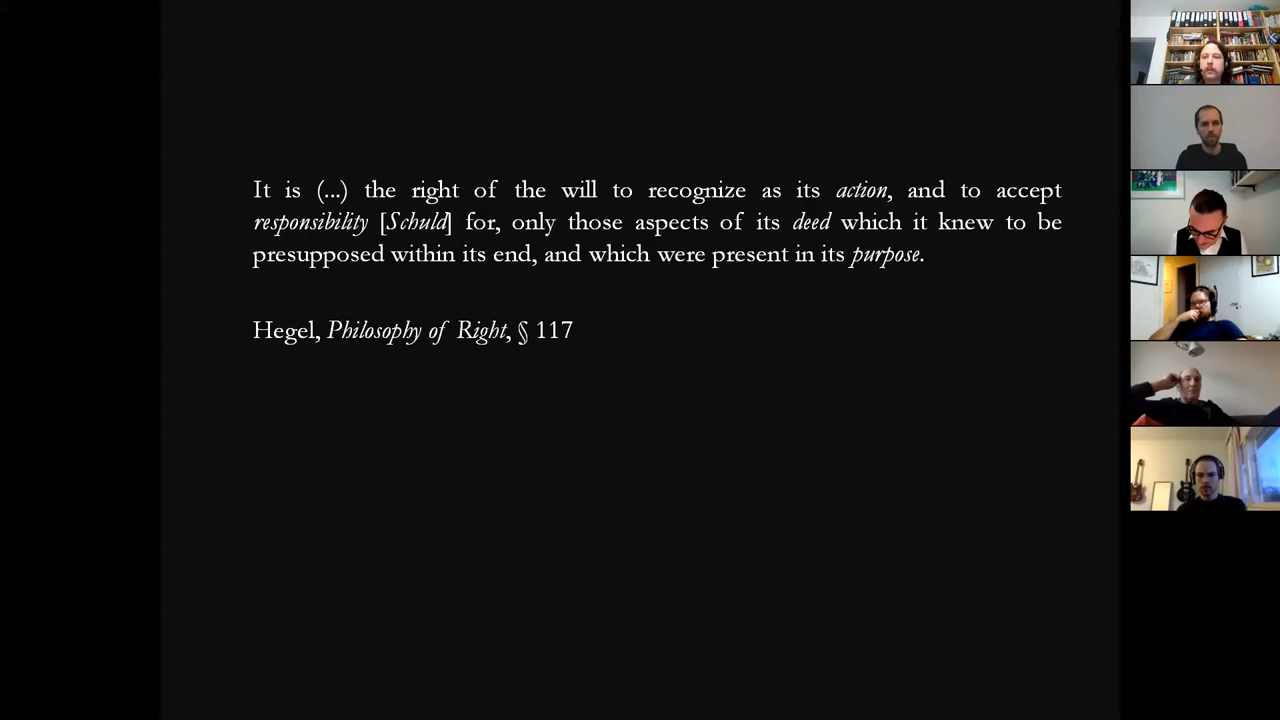 It is (...) the right of the will to recognize as its action, and to accept
responsibility [Schuld] for, only those aspects of its deed which it knew to be
presupposed within its end, and which were present in its purpose.
Hegel, Philosophy of Right, § 117